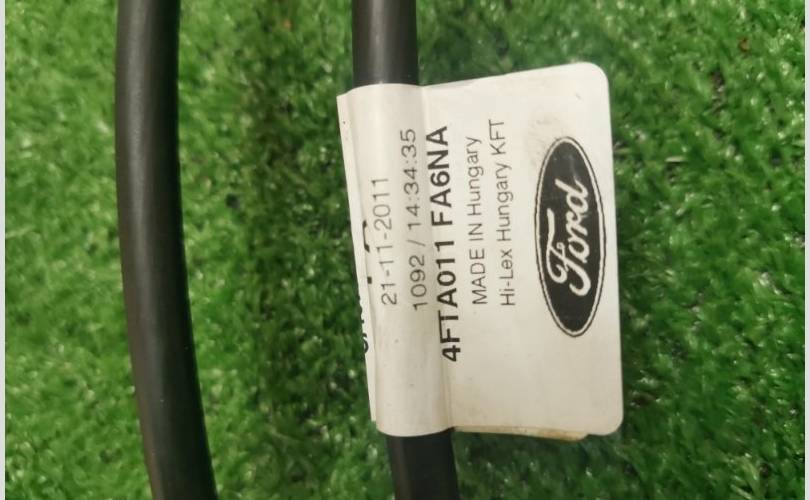 21-11-2011
1092 / 14:34:35
4FTA011 FA6NA
MADE IN Hungary
Hi-Lex Hungary KFT
Ford